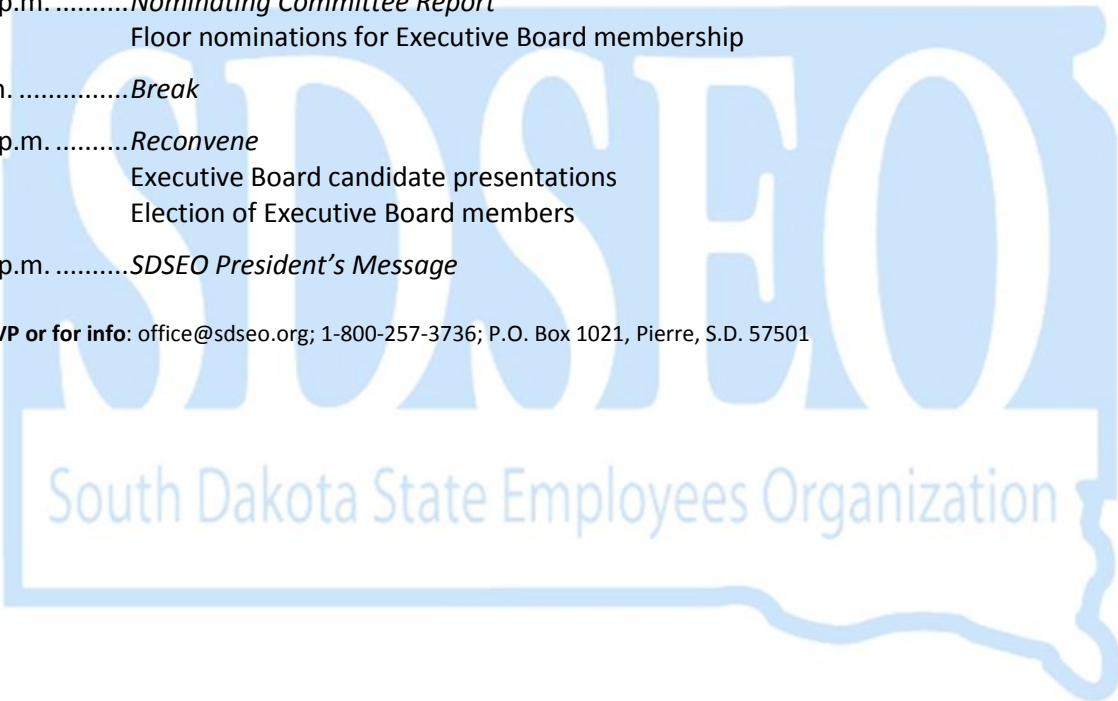 p.m. ..........Nominating Committee Report
Floor nominations for Executive Board membership
. ...............Break
p.m. ..........Reconvene
Executive Board candidate presentations
Election of Executive Board members
p.m. ..........SDSEO President’s Message
VP or for info: office@sdseo.org; 1-800-257-3736; P.O. Box 1021, Pierre, S.D. 57501
SDSEO
South Dakota State Employees Organization